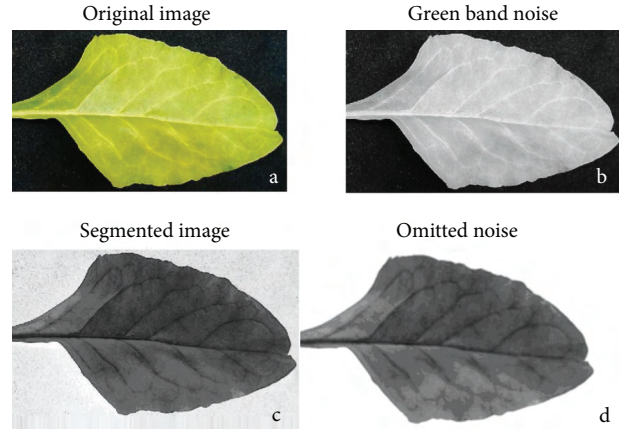 Original image
Green band noise
a
b
Segmented image
Omitted noise
c
d